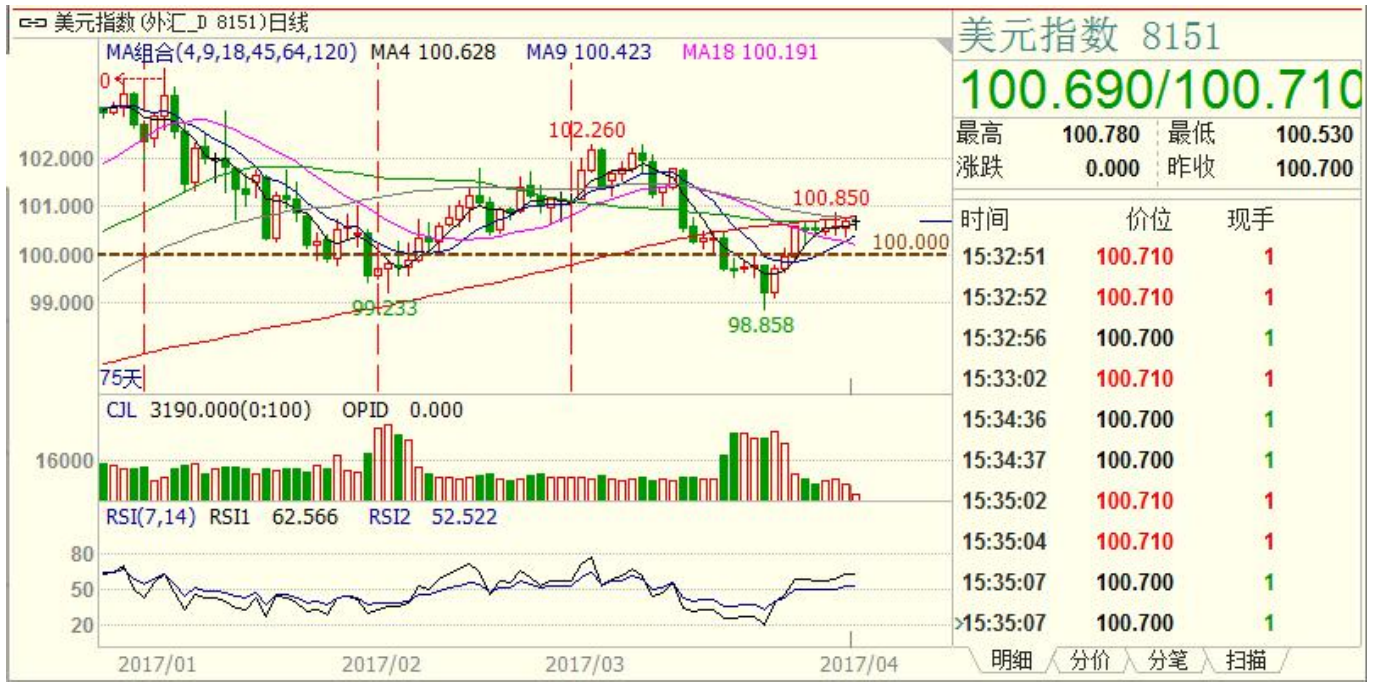 美元指数(外汇_D 8151)日线
MA组合(4,9,18,45,64,120) MA4 100.628 MA9 100.423 MA18 100.191
102.260
102.000
101.000
100.850
100.000
100.000
99.000
99.233
98.858
75天
CJL 3190.000(0:100) OPID 0.000
16000
RSI(7,14) RSI1 62.566 RSI2 52.522
80
50
20
2017/01 2017/02 2017/03 2017/04
美元指数 8151
100.690/100.710
最高 100.780 最低 100.530
涨跌 0.000 昨收 100.700
时间 价位 现手
15:32:51 100.710 1
15:32:52 100.710 1
15:32:56 100.700 1
15:33:02 100.710 1
15:34:36 100.700 1
15:34:37 100.700 1
15:35:02 100.710 1
15:35:04 100.710 1
15:35:07 100.700 1
15:35:07 100.700 1
明细 分价 分笔 扫描